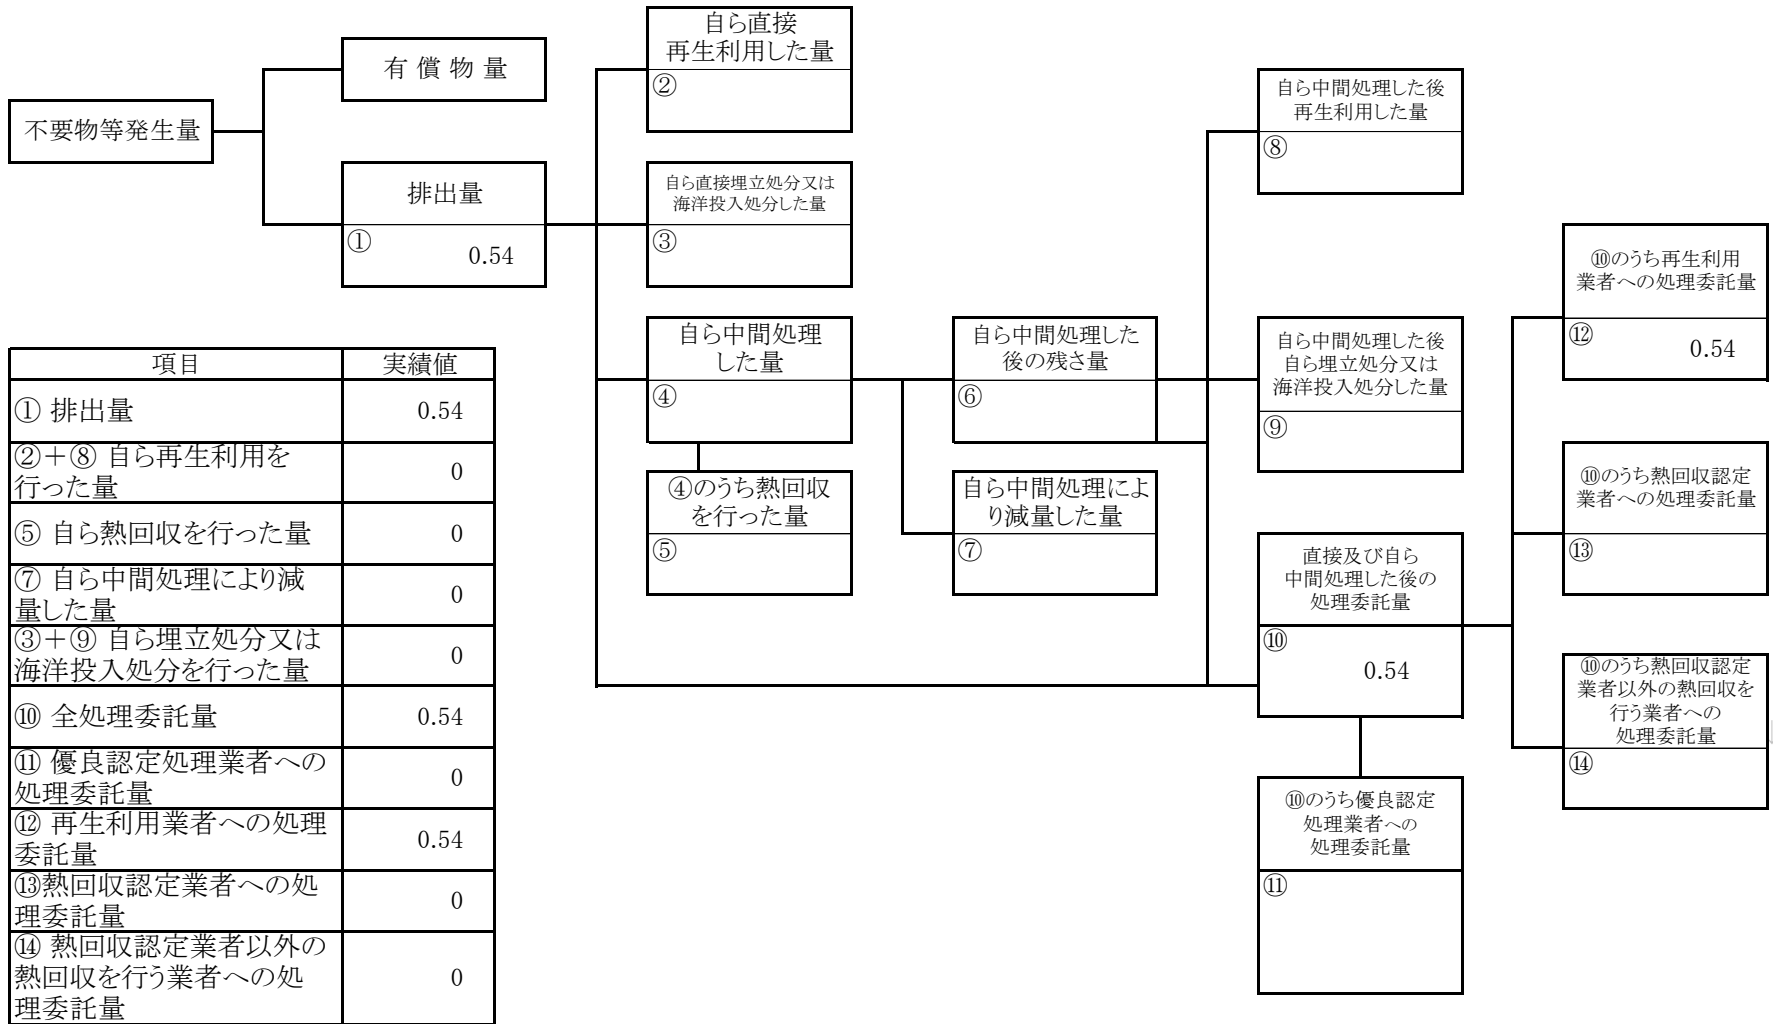 不要物等発生量
有 償 物 量
排出量
①
0.54
自ら直接
再生利用した量
②
自ら直接埋立処分又は
海洋投入処分した量
③
自ら中間処理
した量
④
④のうち熱回収
を行った量
⑤
自ら中間処理した
後の残さ量
⑥
自ら中間処理によ
り減量した量
⑦
自ら中間処理した後
再生利用した量
⑧
自ら中間処理した後
自ら埋立処分又は
海洋投入処分した量
⑨
直接及び自ら
中間処理した後の
処理委託量
⑩
0.54
⑩のうち優良認定
処理業者への
処理委託量
⑪
⑩のうち再生利用
業者への処理委託量
⑫
0.54
⑩のうち熱回収認定
業者への処理委託量
⑬
⑩のうち熱回収認定
業者以外の熱回収を
行う業者への
処理委託量
⑭
項目 実績値
① 排出量 0.54
②＋⑧ 自ら再生利用を
行った量 0
⑤ 自ら熱回収を行った量 0
⑦ 自ら中間処理により減
量した量 0
③＋⑨ 自ら埋立処分又は
海洋投入処分を行った量 0
⑩ 全処理委託量 0.54
⑪ 優良認定処理業者への
処理委託量 0
⑫ 再生利用業者への処理
委託量 0.54
⑬熱回収認定業者への処
理委託量 0
⑭ 熱回収認定業者以外の
熱回収を行う業者への処
理委託量 0